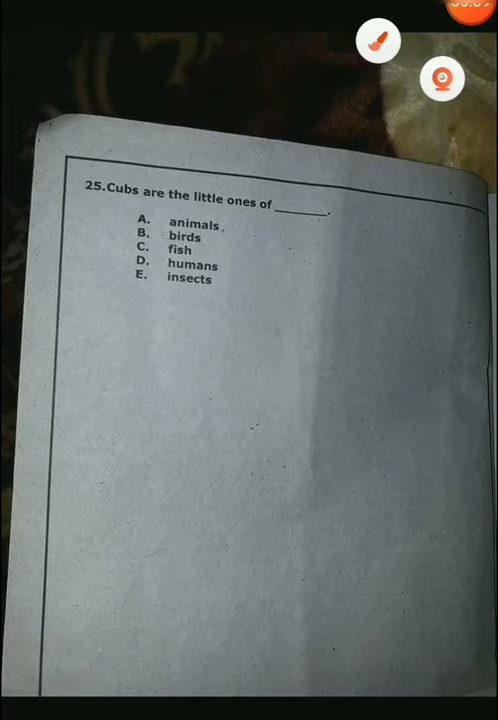 25.Cubs are the little ones of ________.
A. animals
B. birds
C. fish
D. humans
E. insects